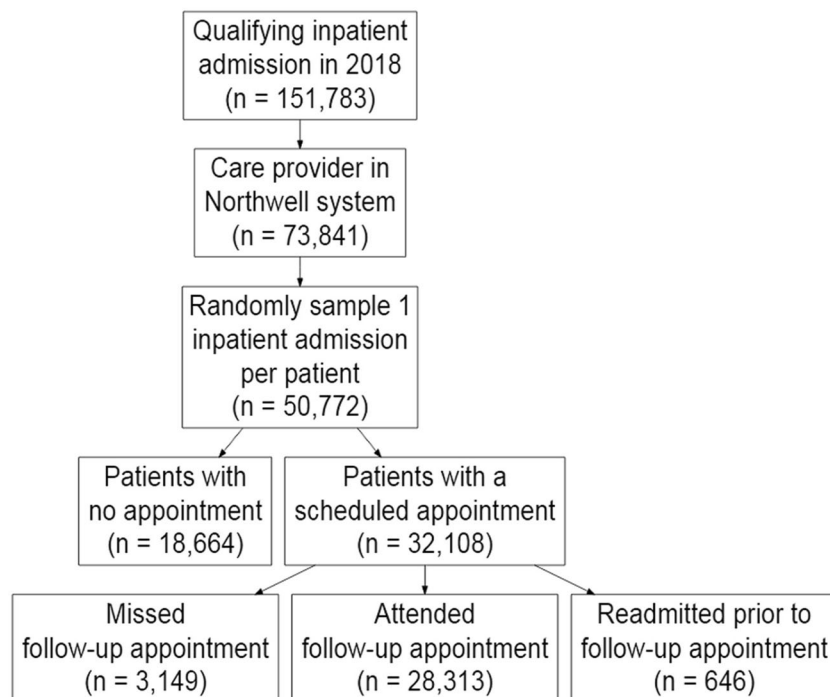 Qualifying inpatient
admission in 2018
(n = 151,783)
Care provider in
Northwell system
(n = 73,841)
Randomly sample 1
inpatient admission
per patient
(n = 50,772)
Patients with
no appointment
(n = 18,664)
Patients with a
scheduled appointment
(n = 32,108)
Missed
follow-up appointment
(n = 3,149)
Attended
follow-up appointment
(n = 28,313)
Readmitted prior to
follow-up appointment
(n = 646)